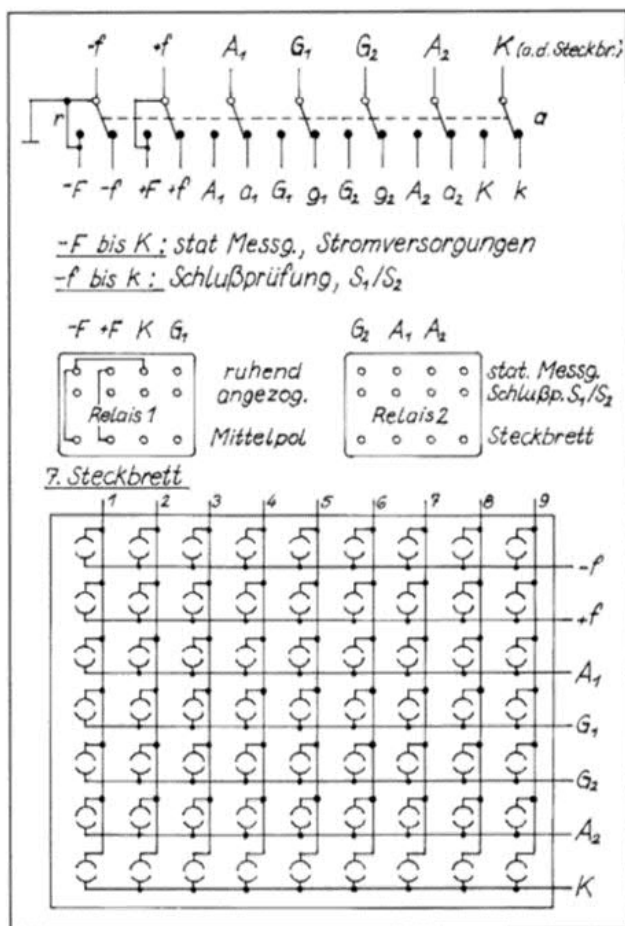 -f +f A₁ G₁ G₂ A₂ K (a.d. Steckbr.)
r a
-F -f +F +f A₁ a₁ G₁ g₁ G₂ g₂ A₂ a₂ K k
-F bis K: stat Messg., Stromversorgungen
-f bis k: Schlußprüfung, S₁/S₂
-F +F K G₁
ruhend
angezog.
Relais 1
Mittelpol
G₂ A₁ A₂
stat. Messg.
Schlußp. S₁/S₂
Relais 2
Steckbrett
7. Steckbrett
1 2 3 4 5 6 7 8 9
-f
+f
A₁
G₁
G₂
A₂
K